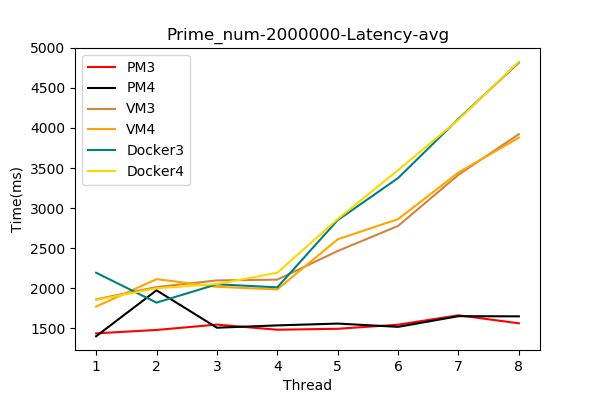 Prime_num-2000000-Latency-avg
5000
4500
4000
3500
3000
2500
2000
1500
Time(ms)
PM3
PM4
VM3
VM4
Docker3
Docker4
1 2 3 4 5 6 7 8
Thread